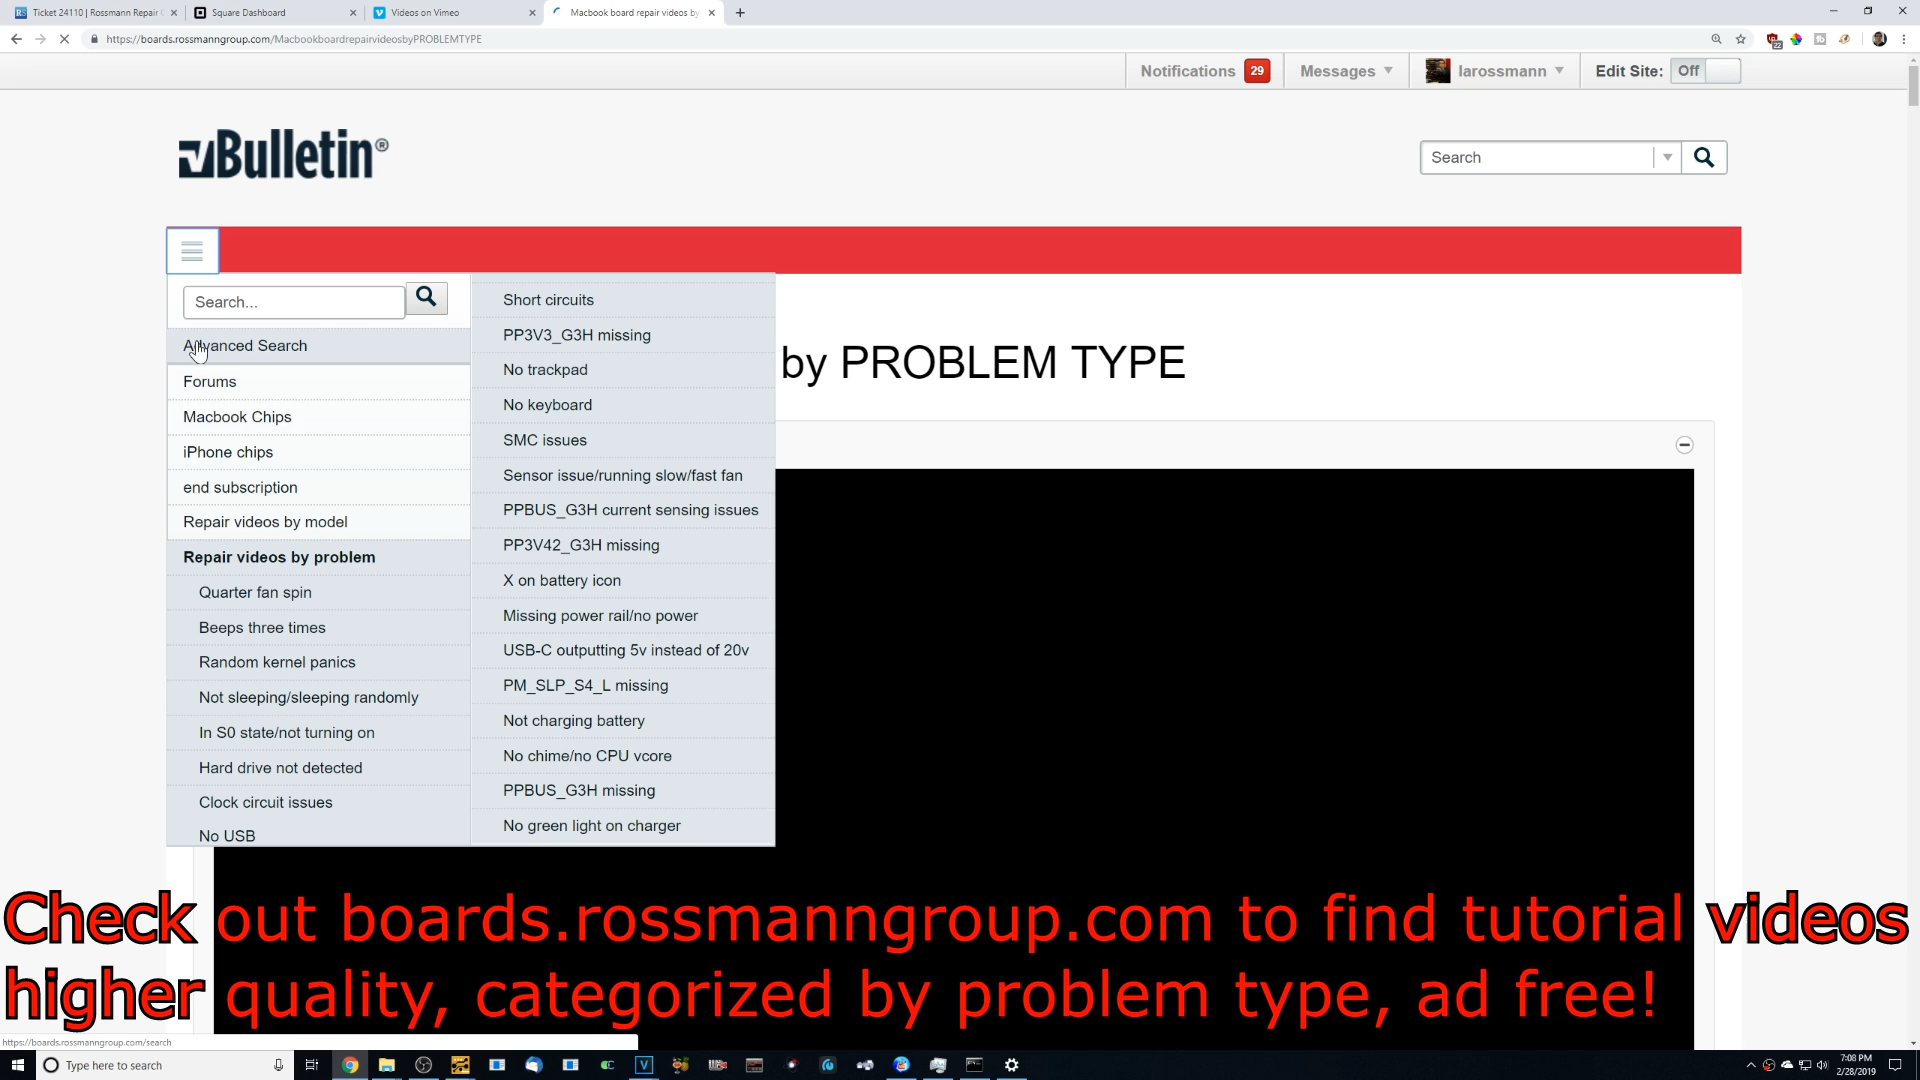 Ticket 24110 | Rossmann Repair
Square Dashboard
Videos on Vimeo
Macbook board repair videos by
https://boards.rossmanngroup.com/MacbookboardrepairvideosbyPROBLEMTYPE
22
Notifications 29
Messages
larossmann
Edit Site: Off
vBulletin®
Search
Search...
Advanced Search
Forums
Macbook Chips
iPhone chips
end subscription
Repair videos by model
Repair videos by problem
Quarter fan spin
Beeps three times
Random kernel panics
Not sleeping/sleeping randomly
In S0 state/not turning on
Hard drive not detected
Clock circuit issues
No USB
Short circuits
PP3V3_G3H missing
No trackpad
No keyboard
SMC issues
Sensor issue/running slow/fast fan
PPBUS_G3H current sensing issues
PP3V42_G3H missing
X on battery icon
Missing power rail/no power
USB-C outputting 5v instead of 20v
PM_SLP_S4_L missing
Not charging battery
No chime/no CPU vcore
PPBUS_G3H missing
No green light on charger
by PROBLEM TYPE
Check out boards.rossmanngroup.com to find tutorial videos
higher quality, categorized by problem type, ad free!
https://boards.rossmanngroup.com/search
Type here to search
7:08 PM
2/28/2019